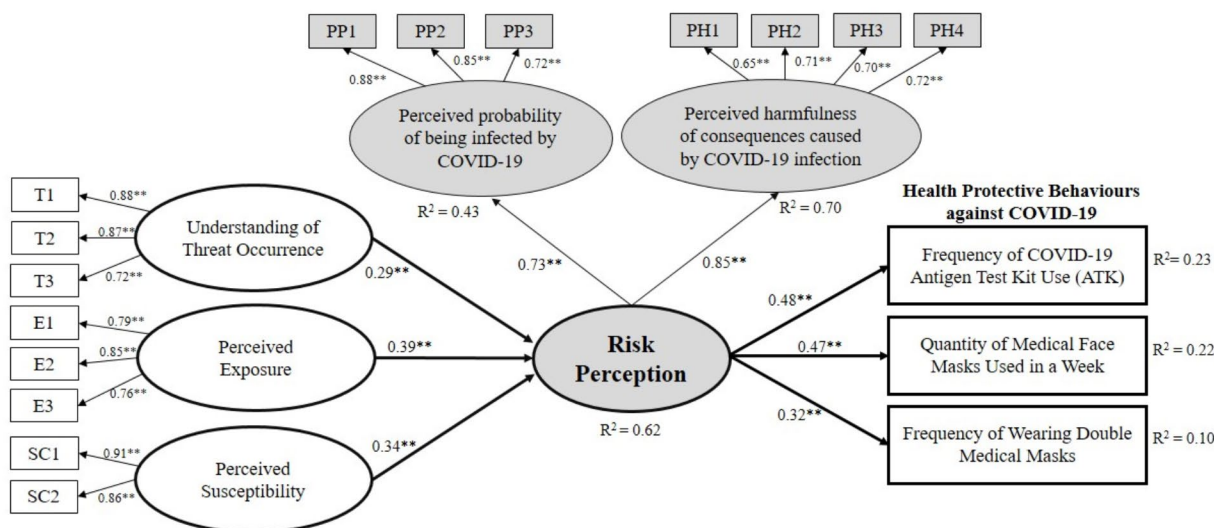 PP1
PP2
PP3
PH1
PH2
PH3
PH4
0.88**
0.85**
0.72**
0.65**
0.71**
0.70**
0.72**
Perceived probability
of being infected by
COVID-19
Perceived harmfulness
of consequences caused
by COVID-19 infection
R² = 0.43
R² = 0.70
0.73**
0.85**
T1
T2
T3
0.88**
0.87**
0.72**
Understanding of
Threat Occurrence
0.29**
E1
E2
E3
0.79**
0.85**
0.76**
Perceived
Exposure
0.39**
SC1
SC2
0.91**
0.86**
Perceived
Susceptibility
0.34**
Risk
Perception
R² = 0.62
0.48**
0.47**
0.32**
Health Protective Behaviours
against COVID-19
Frequency of COVID-19
Antigen Test Kit Use (ATK)
R²= 0.23
Quantity of Medical Face
Masks Used in a Week
R²= 0.22
Frequency of Wearing Double
Medical Masks
R²= 0.10